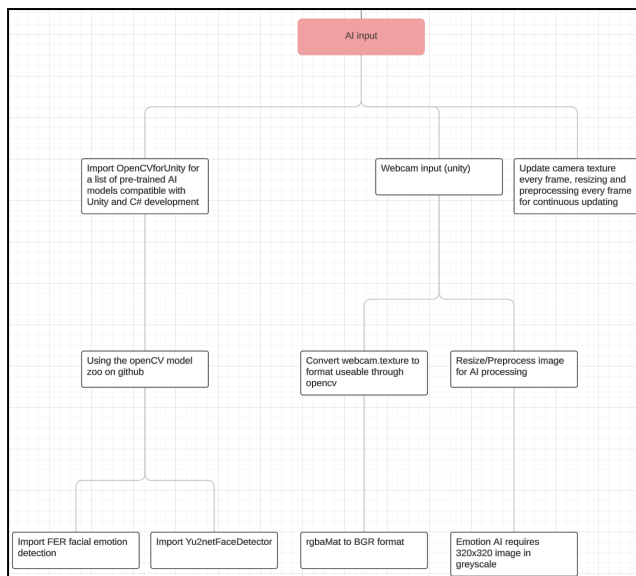 AI input
Import OpenCVforUnity for
a list of pre-trained AI
models compatible with
Unity and C# development
Webcam input (unity)
Update camera texture
every frame, resizing and
preprocessing every frame
for continuous updating
Using the openCV model
zoo on github
Convert webcam.texture to
format useable through
opencv
Resize/Preprocess image
for AI processing
Import FER facial emotion
detection
Import Yu2netFaceDetector
rgbaMat to BGR format
Emotion AI requires
320x320 image in
greyscale